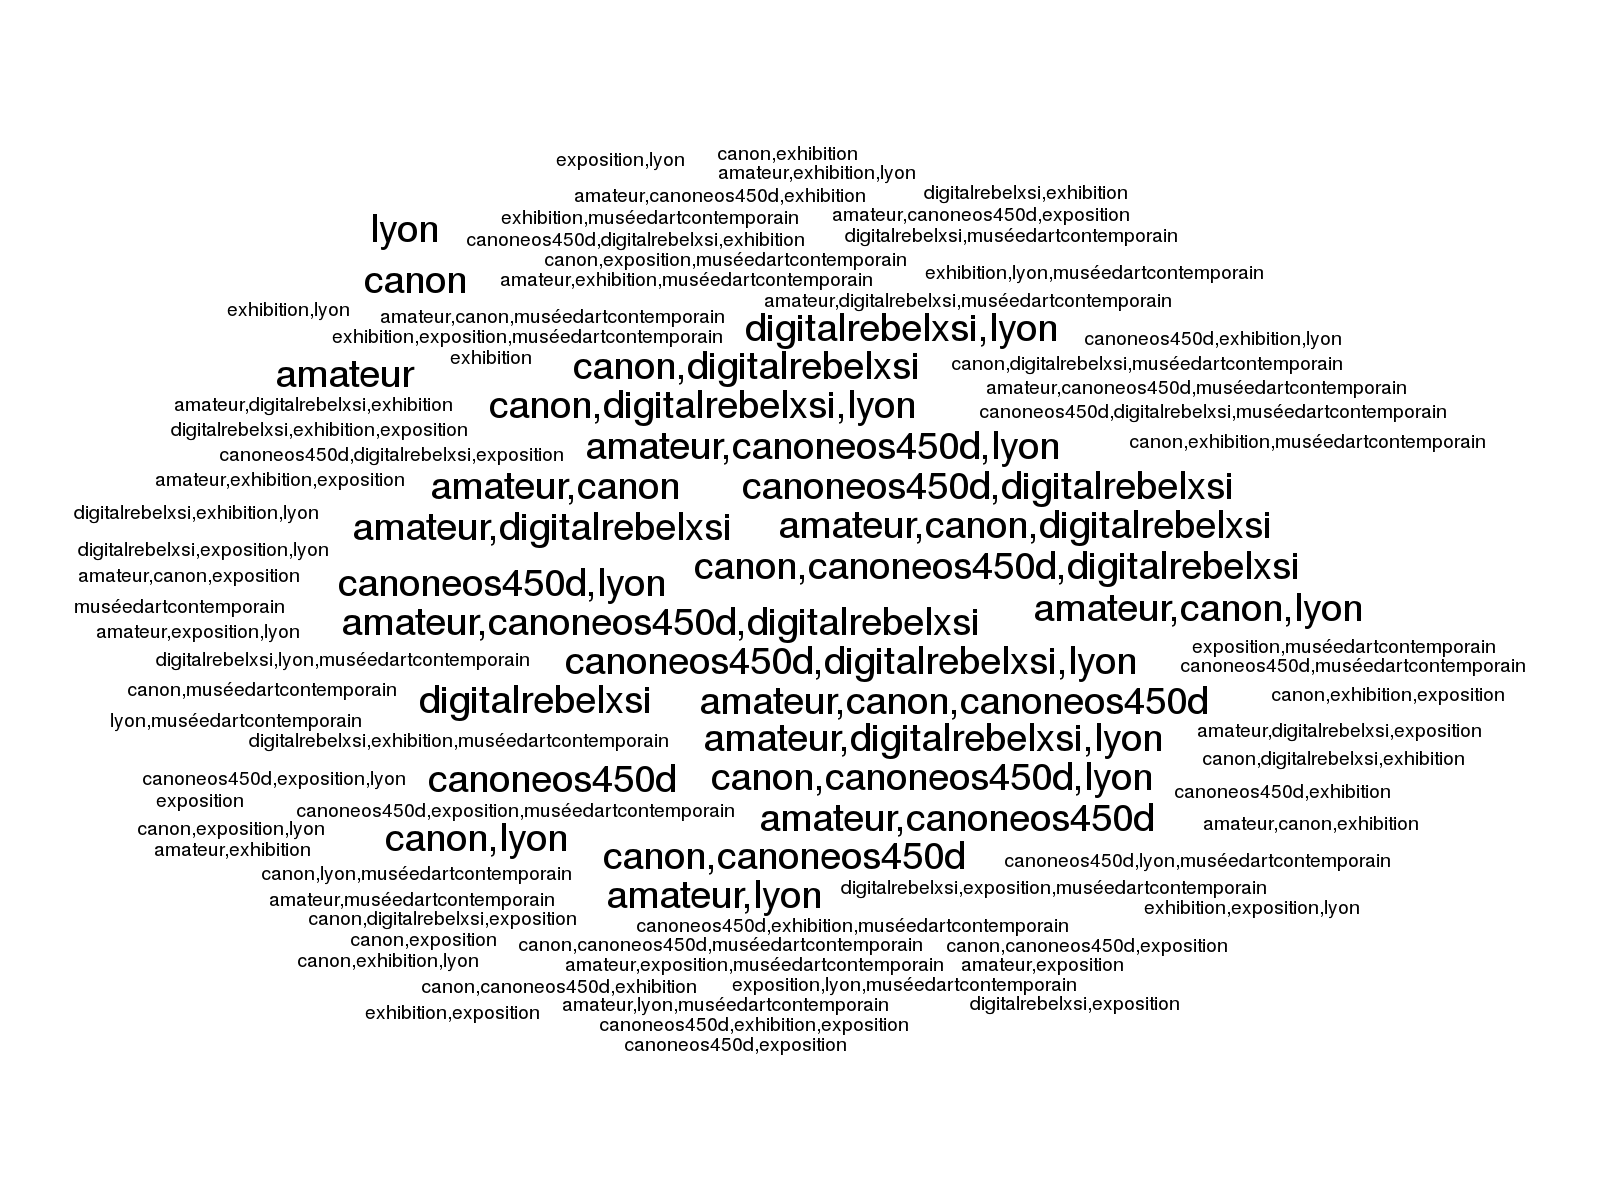 exposition,lyon
canon,exhibition
amateur,exhibition,lyon
amateur,canoneos450d,exhibition
digitalrebelxsi,exhibition
exhibition,muséedartcontemporain
amateur,canoneos450d,exposition
lyon
canoneos450d,digitalrebelxsi,exhibition
digitalrebelxsi,muséedartcontemporain
canon,exposition,muséedartcontemporain
canon
amateur,exhibition,muséedartcontemporain
exhibition,lyon,muséedartcontemporain
amateur,digitalrebelxsi,muséedartcontemporain
exhibition,lyon
amateur,canon,muséedartcontemporain
digitalrebelxsi,lyon
exhibition,exposition,muséedartcontemporain
canoneos450d,exhibition,lyon
exhibition
canon,digitalrebelxsi
canon,digitalrebelxsi,muséedartcontemporain
amateur
amateur,canoneos450d,muséedartcontemporain
amateur,digitalrebelxsi,exhibition
canon,digitalrebelxsi,lyon
canoneos450d,digitalrebelxsi,muséedartcontemporain
digitalrebelxsi,exhibition,exposition
amateur,canoneos450d,lyon
canon,exhibition,muséedartcontemporain
canoneos450d,digitalrebelxsi,exposition
amateur,exhibition,exposition
amateur,canon
canoneos450d,digitalrebelxsi
digitalrebelxsi,exhibition,lyon
amateur,digitalrebelxsi
amateur,canon,digitalrebelxsi
digitalrebelxsi,exposition,lyon
canon,canoneos450d,digitalrebelxsi
amateur,canon,exposition
canoneos450d,lyon
muséedartcontemporain
amateur,canon,lyon
amateur,exposition,lyon
amateur,canoneos450d,digitalrebelxsi
exposition,muséedartcontemporain
digitalrebelxsi,lyon,muséedartcontemporain
canoneos450d,digitalrebelxsi,lyon
canoneos450d,muséedartcontemporain
canon,muséedartcontemporain
digitalrebelxsi
amateur,canon,canoneos450d
canon,exhibition,exposition
lyon,muséedartcontemporain
digitalrebelxsi,exhibition,muséedartcontemporain
amateur,digitalrebelxsi,lyon
amateur,digitalrebelxsi,exposition
canon,digitalrebelxsi,exhibition
canoneos450d,exposition,lyon
canoneos450d
canon,canoneos450d,lyon
canoneos450d,exhibition
exposition
canoneos450d,exposition,muséedartcontemporain
amateur,canoneos450d
amateur,canon,exhibition
canon,exposition,lyon
canon,lyon
amateur,exhibition
canon,canoneos450d
canoneos450d,lyon,muséedartcontemporain
canon,lyon,muséedartcontemporain
amateur,lyon
digitalrebelxsi,exposition,muséedartcontemporain
amateur,muséedartcontemporain
exhibition,exposition,lyon
canon,digitalrebelxsi,exposition
canoneos450d,exhibition,muséedartcontemporain
canon,exposition
canon,canoneos450d,muséedartcontemporain
canon,canoneos450d,exposition
canon,exhibition,lyon
amateur,exposition,muséedartcontemporain
amateur,exposition
canon,canoneos450d,exhibition
exposition,lyon,muséedartcontemporain
exhibition,exposition
amateur,lyon,muséedartcontemporain
digitalrebelxsi,exposition
canoneos450d,exhibition,exposition
canoneos450d,exposition